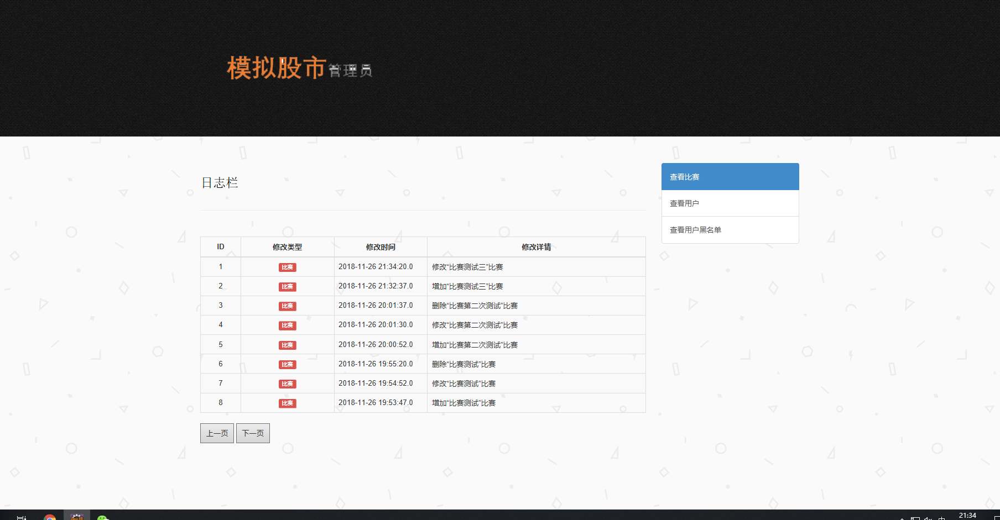 模拟股市管理员
日志栏
查看比赛
查看用户
查看用户黑名单
ID 修改类型 修改时间 修改详情
1 比赛 2018-11-26 21:34:20.0 修改“比赛测试三”比赛
2 比赛 2018-11-26 21:32:37.0 增加“比赛测试三”比赛
3 比赛 2018-11-26 20:01:37.0 删除“比赛第二次测试”比赛
4 比赛 2018-11-26 20:01:30.0 修改“比赛第二次测试”比赛
5 比赛 2018-11-26 20:00:52.0 增加“比赛第二次测试”比赛
6 比赛 2018-11-26 19:55:20.0 删除“比赛测试”比赛
7 比赛 2018-11-26 19:54:52.0 修改“比赛测试”比赛
8 比赛 2018-11-26 19:53:47.0 增加“比赛测试”比赛
上一页 下一页
21:34